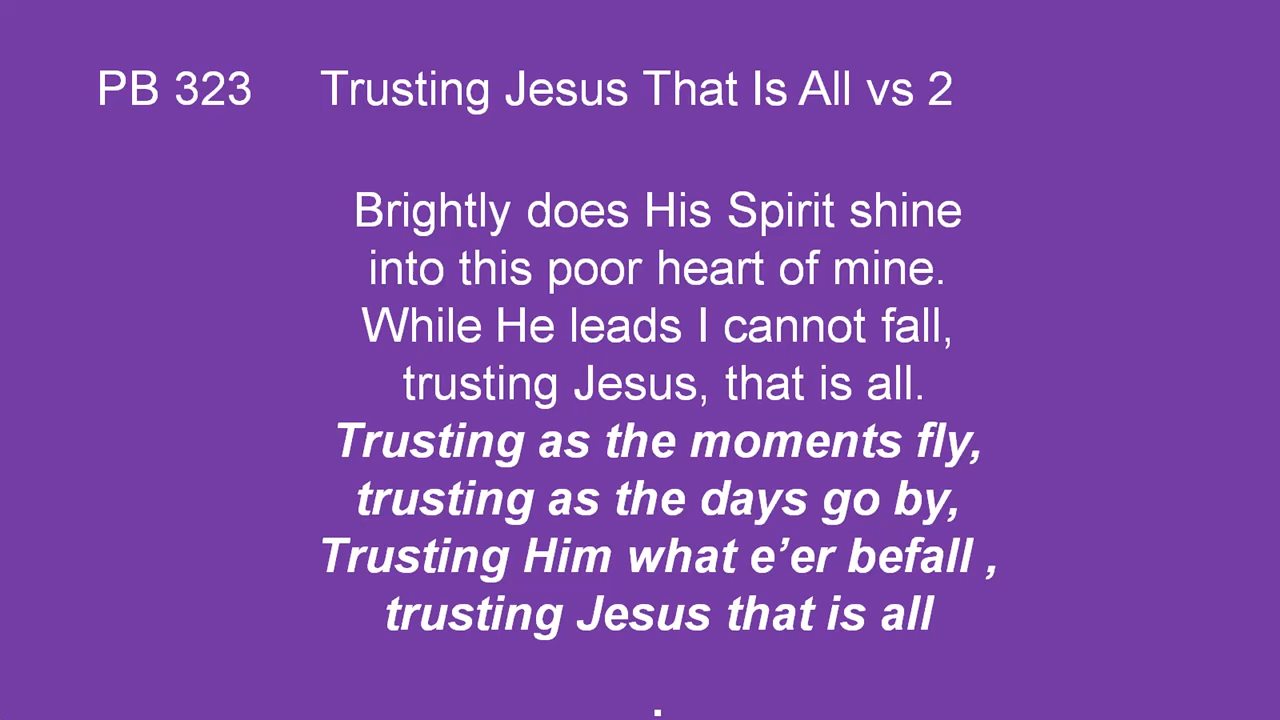 PB 323 Trusting Jesus That Is All vs 2
Brightly does His Spirit shine
into this poor heart of mine.
While He leads I cannot fall,
trusting Jesus, that is all.
Trusting as the moments fly,
trusting as the days go by,
Trusting Him what e’er befall ,
trusting Jesus that is all
.